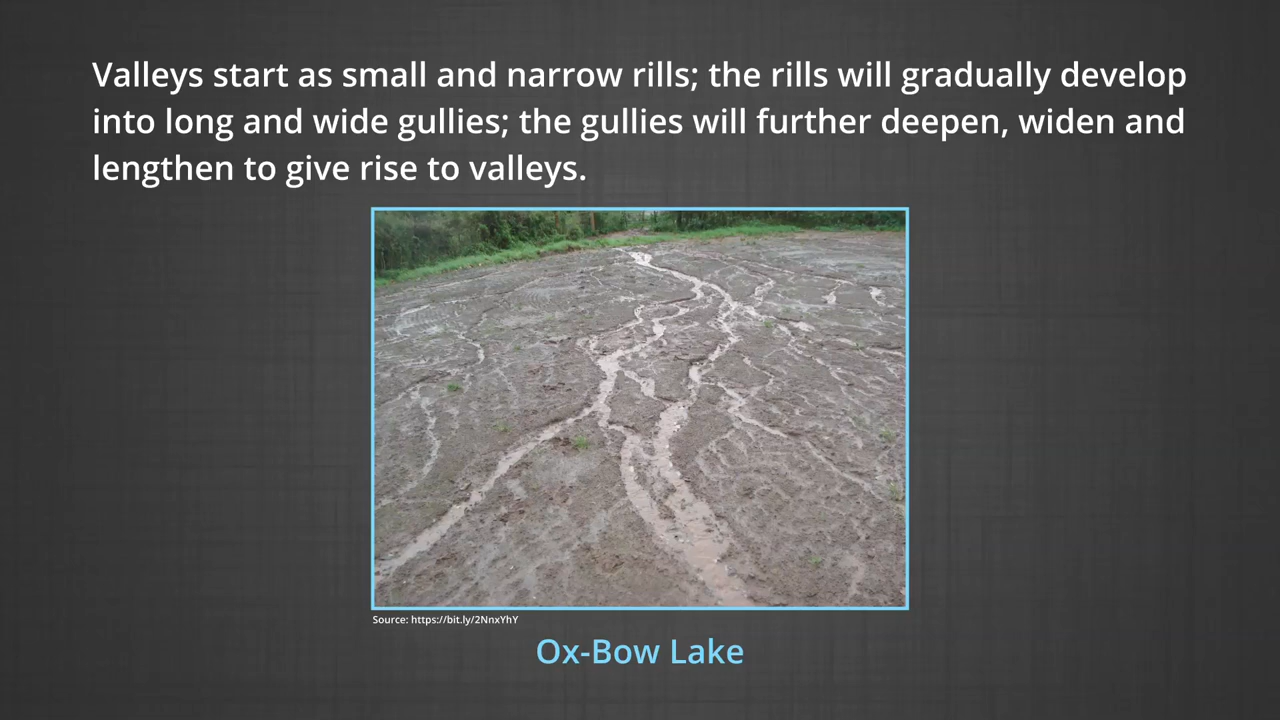 Valleys start as small and narrow rills; the rills will gradually develop
into long and wide gullies; the gullies will further deepen, widen and
lengthen to give rise to valleys.
Source: https://bit.ly/2NnxYhY
Ox-Bow Lake